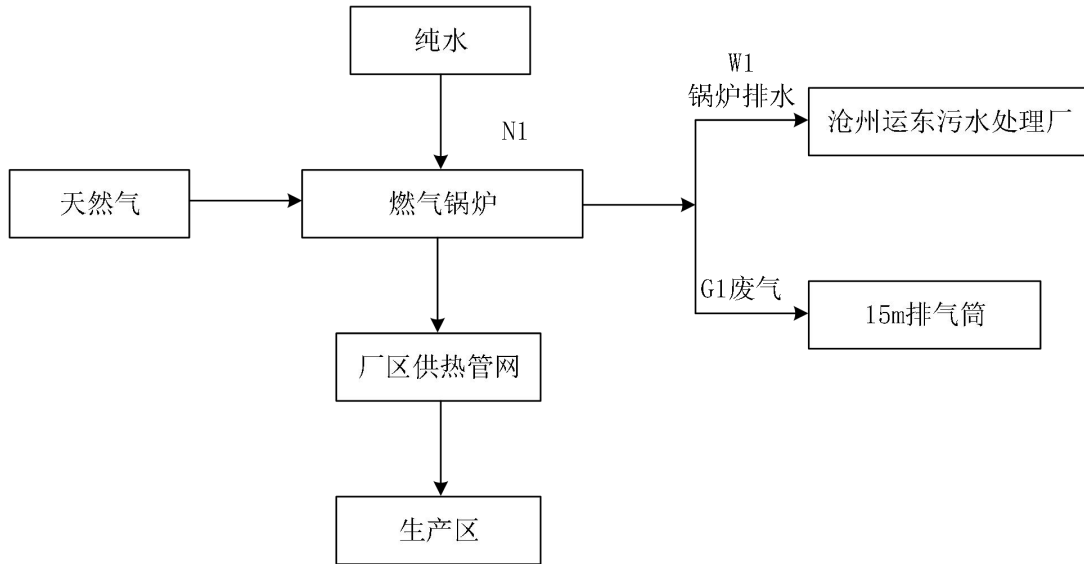 纯水
W1
锅炉排水
沧州运东污水处理厂
N1
天然气
燃气锅炉
G1废气
15m排气筒
厂区供热管网
生产区